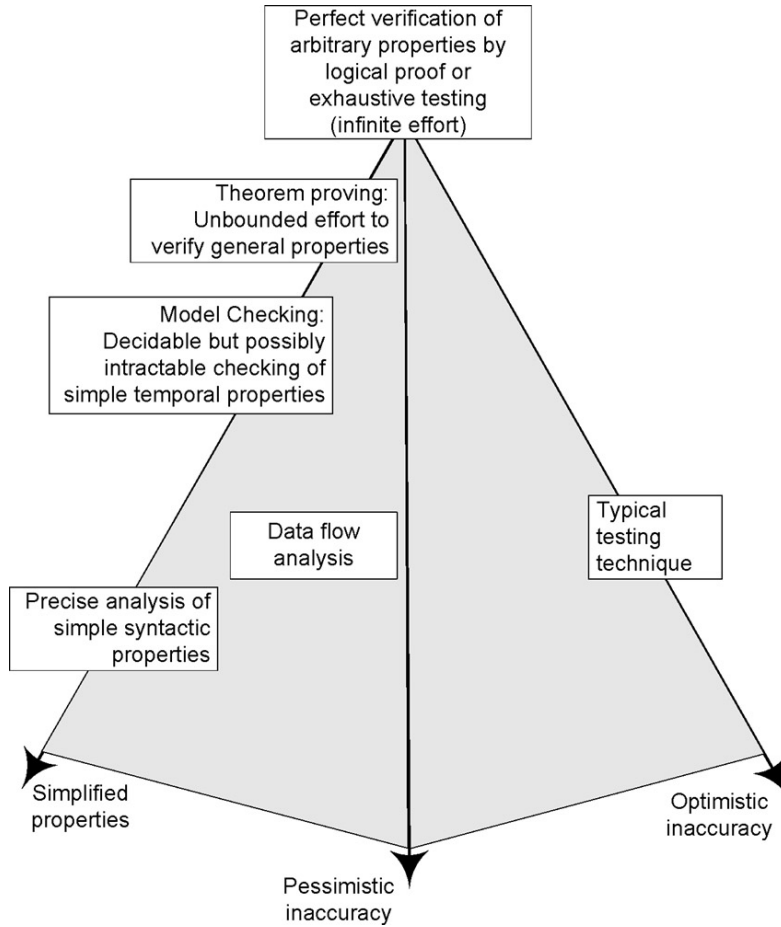 Perfect verification of
arbitrary properties by
logical proof or
exhaustive testing
(infinite effort)
Theorem proving:
Unbounded effort to
verify general properties
Model Checking:
Decidable but possibly
intractable checking of
simple temporal properties
Data flow
analysis
Typical
testing
technique
Precise analysis of
simple syntactic
properties
Simplified
properties
Optimistic
inaccuracy
Pessimistic
inaccuracy